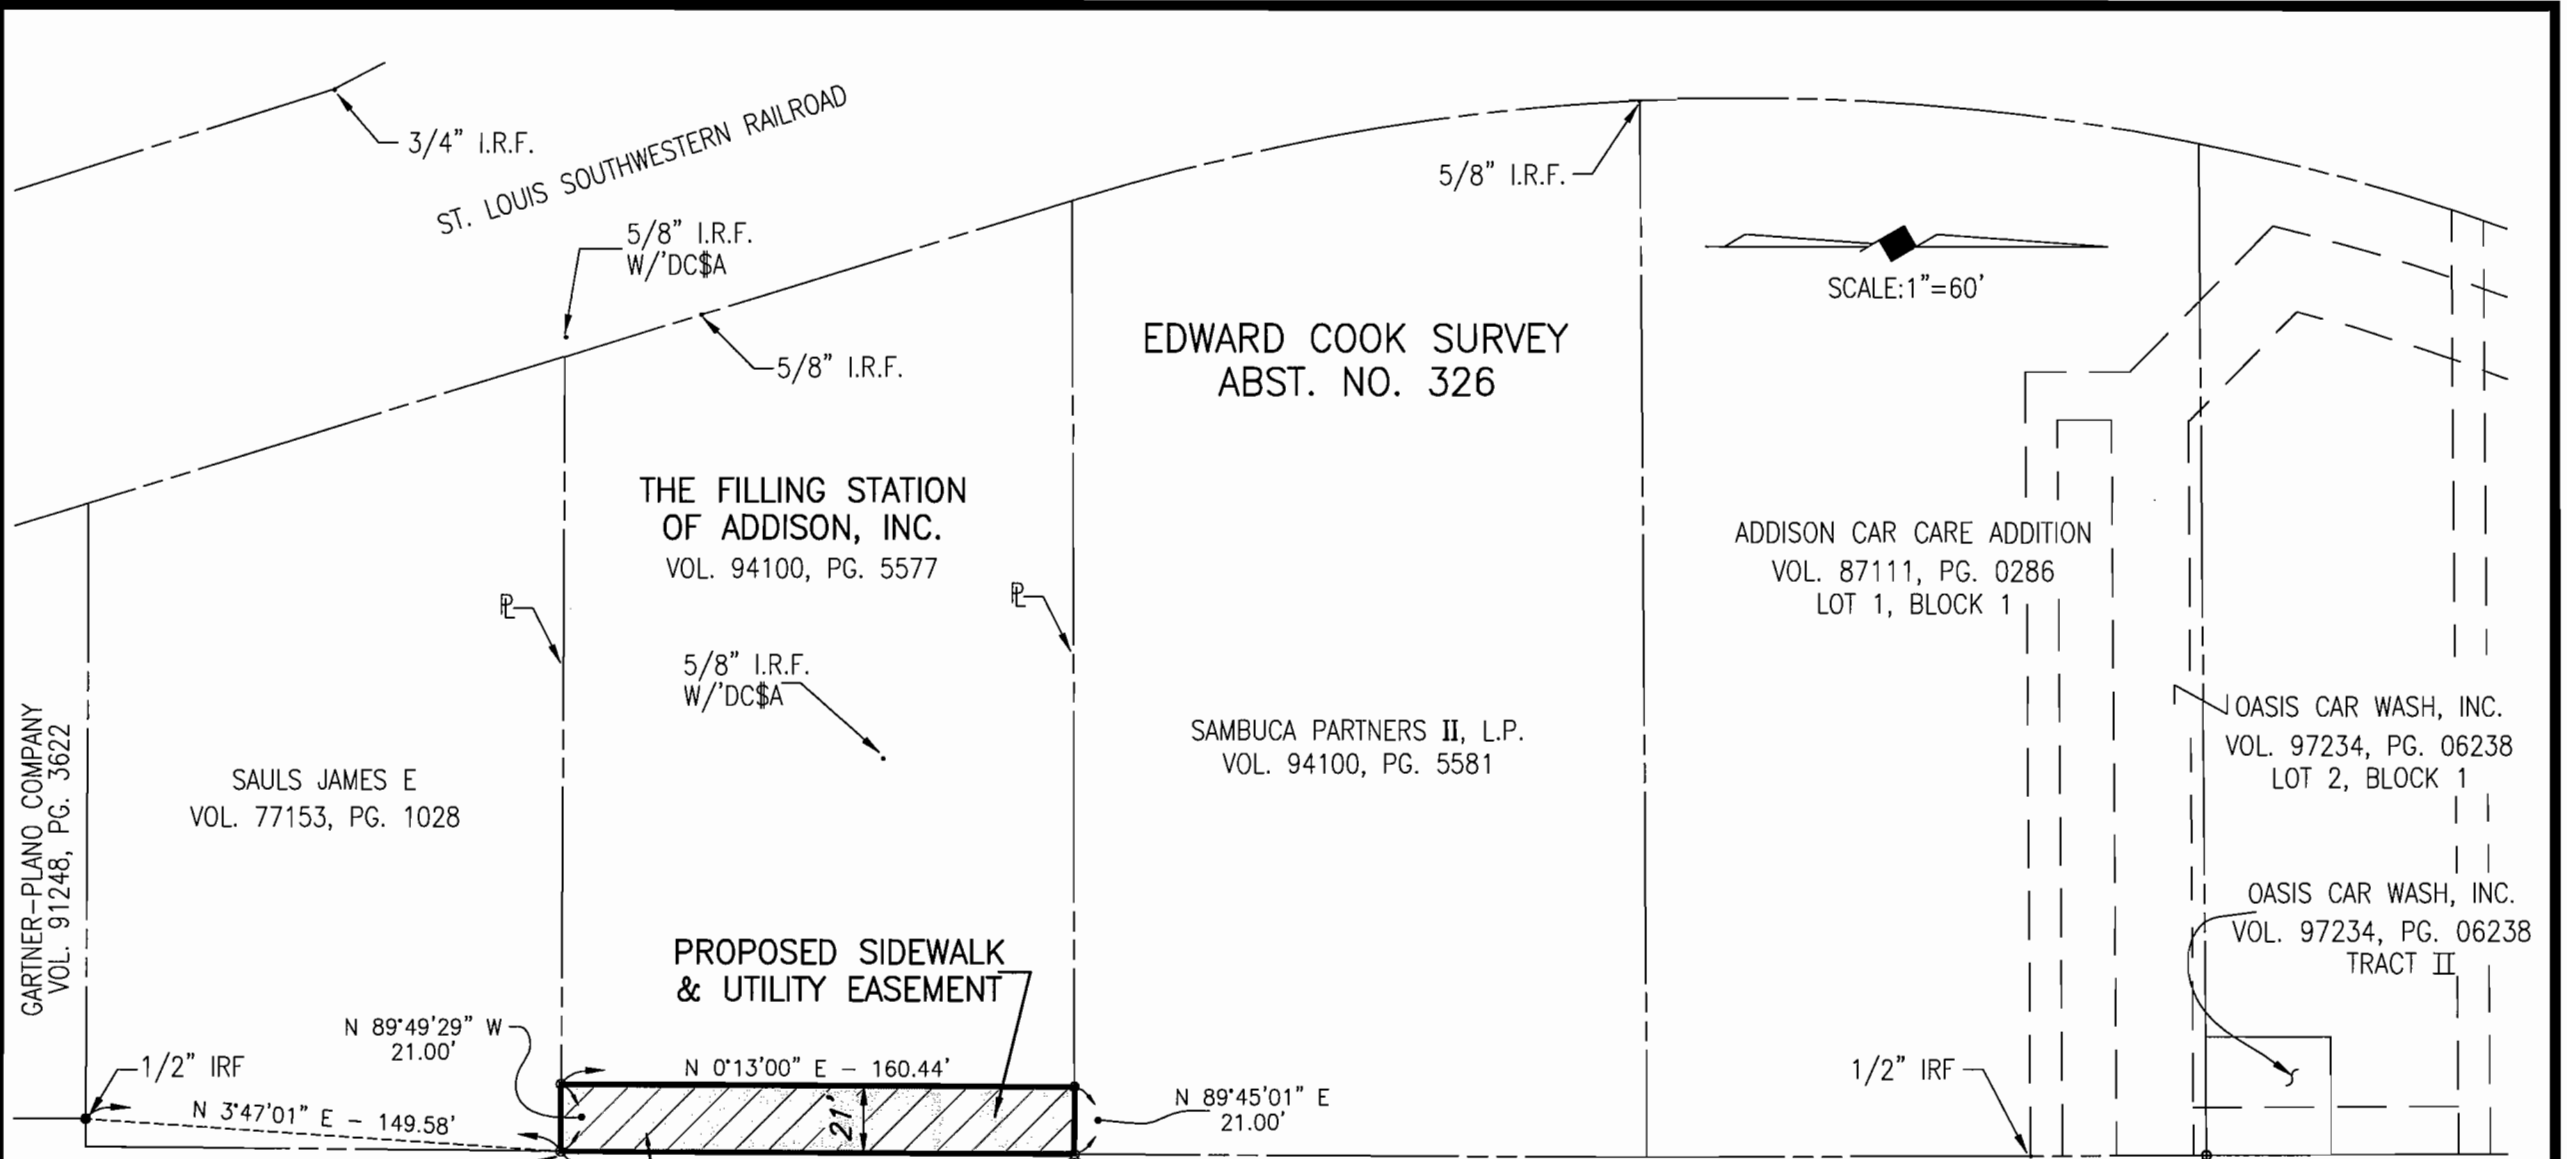 3/4" I.R.F.
ST. LOUIS SOUTHWESTERN RAILROAD
5/8" I.R.F.
W/'DC$A
5/8" I.R.F.
5/8" I.R.F.
SCALE:1"=60'
EDWARD COOK SURVEY
ABST. NO. 326
THE FILLING STATION
OF ADDISON, INC.
VOL. 94100, PG. 5577
ADDISON CAR CARE ADDITION
VOL. 87111, PG. 0286
LOT 1, BLOCK 1
PL
PL
5/8" I.R.F.
W/'DC$A
GARTNER-PLANO COMPANY
VOL. 91248, PG. 3622
SAULS JAMES E
VOL. 77153, PG. 1028
SAMBUCA PARTNERS II, L.P.
VOL. 94100, PG. 5581
OASIS CAR WASH, INC.
VOL. 97234, PG. 06238
LOT 2, BLOCK 1
OASIS CAR WASH, INC.
VOL. 97234, PG. 06238
TRACT II
PROPOSED SIDEWALK
& UTILITY EASEMENT
N 89°49'29" W
21.00'
1/2" IRF
N 0°13'00" E - 160.44'
N 3°47'01" E - 149.58'
21'
N 89°45'01" E
21.00'
1/2" IRF